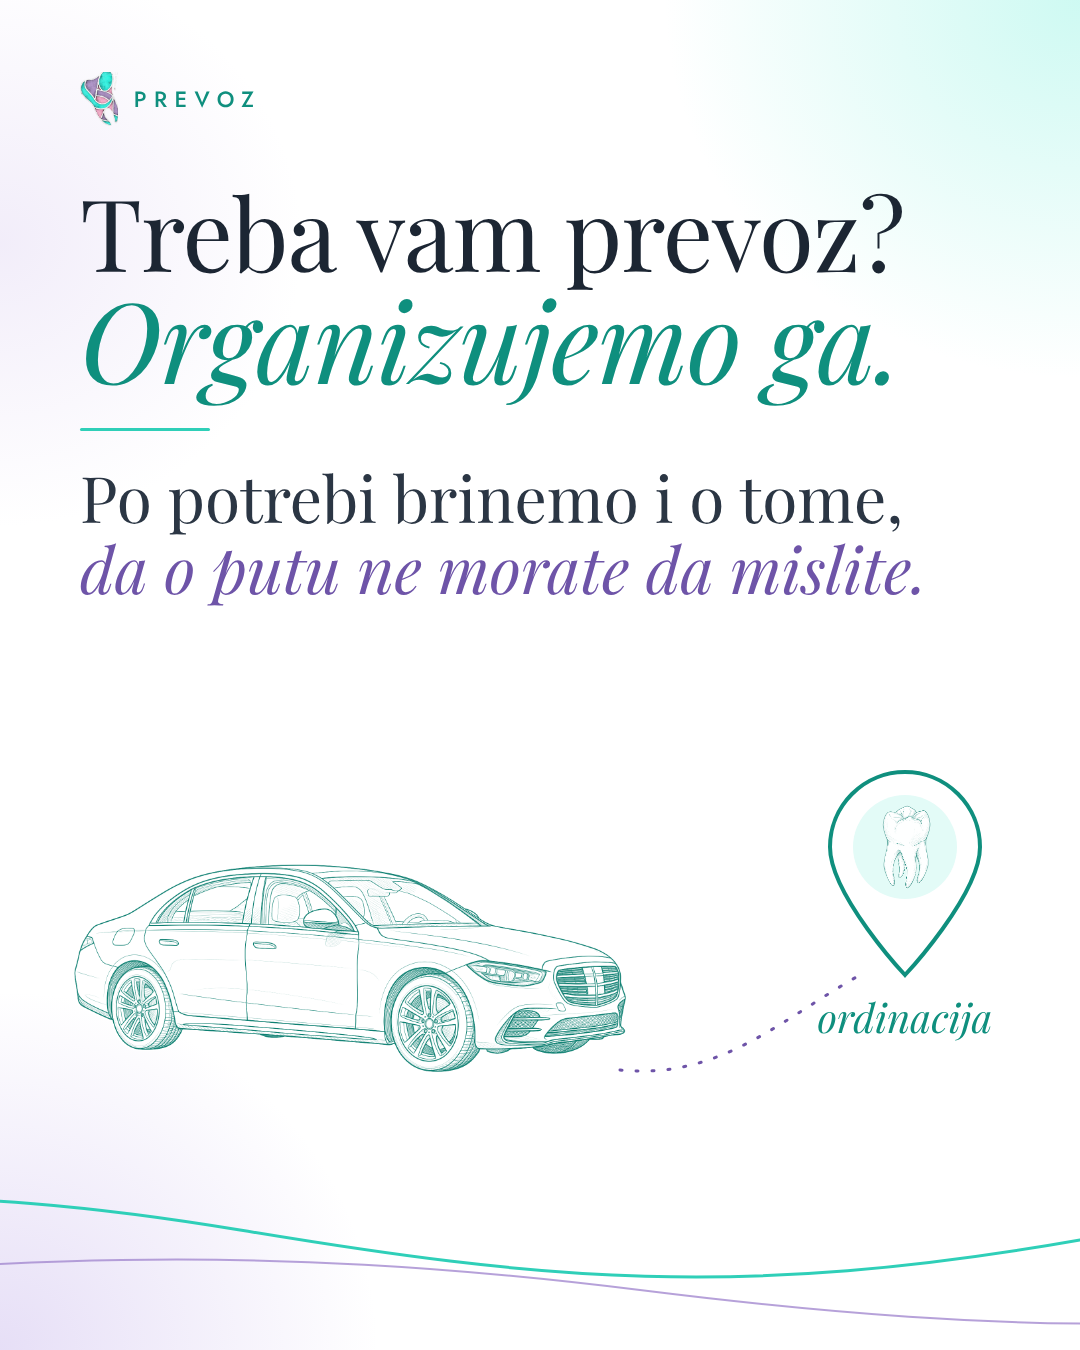 PREVOZ
Treba vam prevoz?
Organizujemo ga.
Po potrebi brinemo i o tome,
da o putu ne morate da mislite.
ordinacija